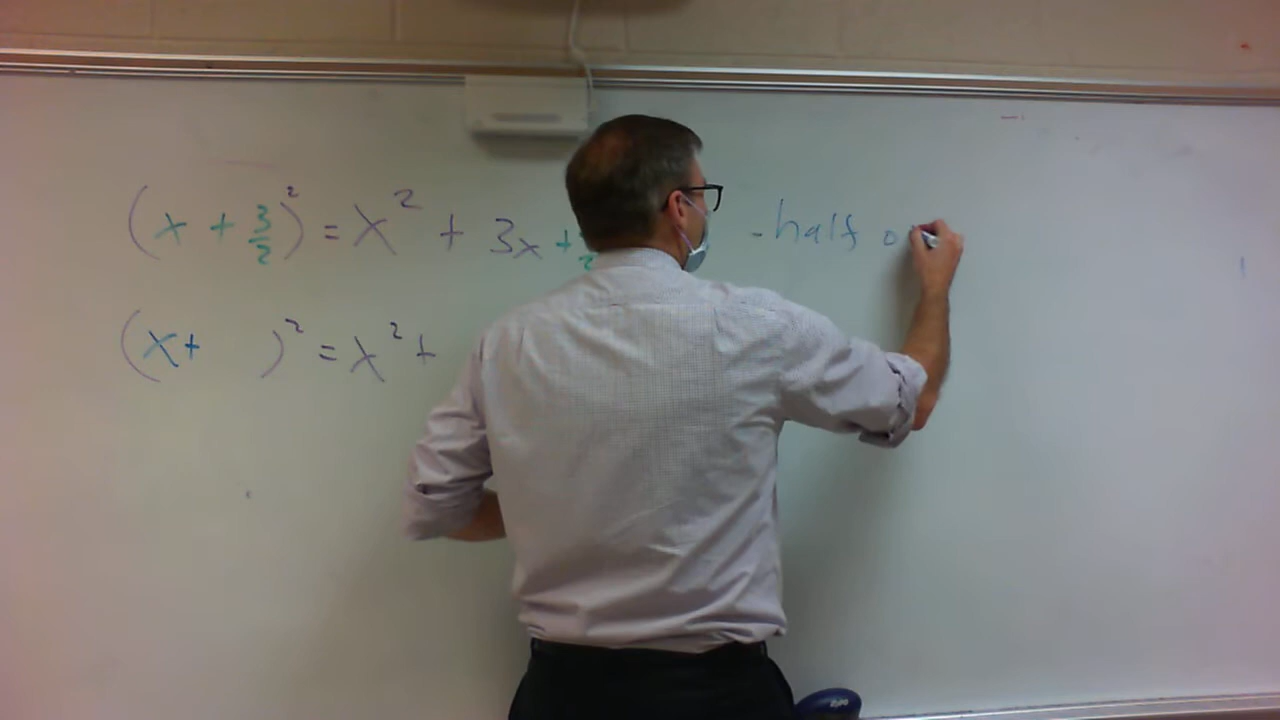 (x + 3/2)² = x² + 3x + - half o
(x + )² = x² +